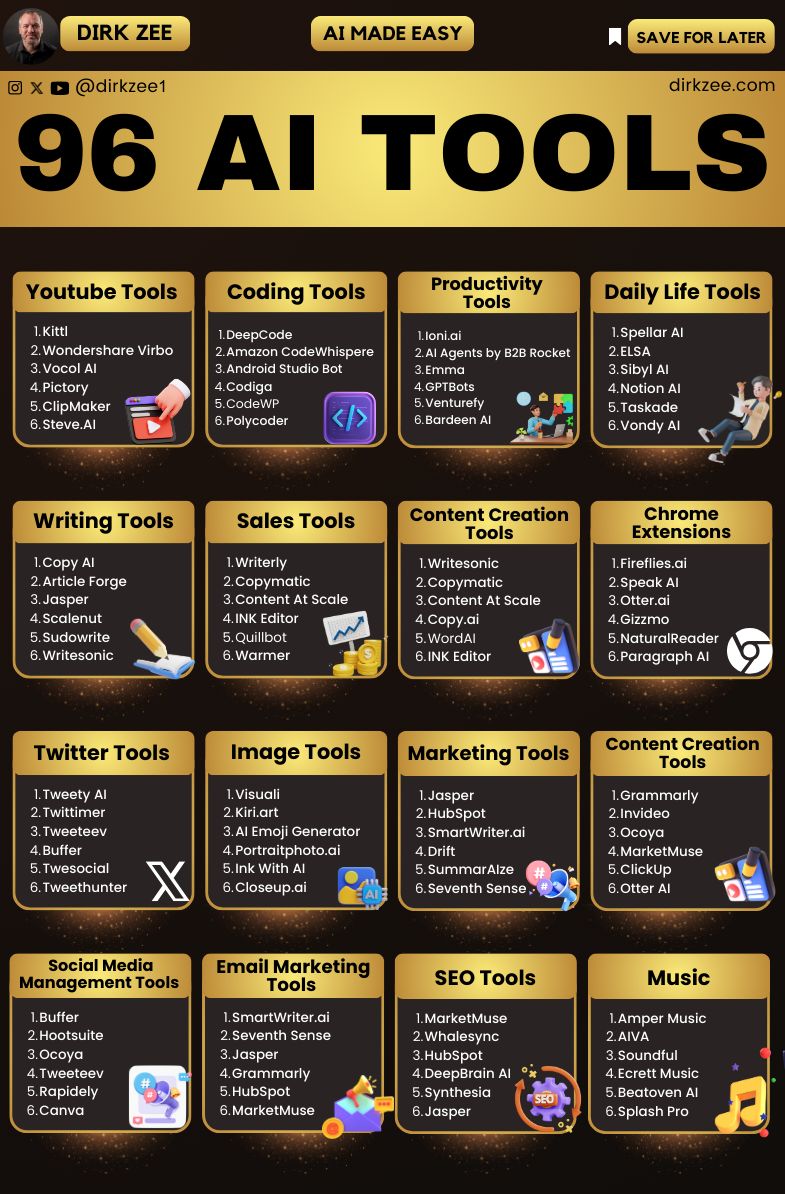 DIRK ZEE
AI MADE EASY
SAVE FOR LATER
@dirkzee1
dirkzee.com
96 AI TOOLS
Youtube Tools
1.Kittl
2.Wondershare Virbo
3.Vocol AI
4.Pictory
5.ClipMaker
6.Steve.AI
Coding Tools
1.DeepCode
2.Amazon CodeWhispere
3.Android Studio Bot
4.Codiga
5.CodeWP
6.Polycoder
Productivity
Tools
1.Ioni.ai
2.AI Agents by B2B Rocket
3.Emma
4.GPTBots
5.Venturefy
6.Bardeen AI
Daily Life Tools
1.Spellar AI
2.ELSA
3.Sibyl AI
4.Notion AI
5.Taskade
6.Vondy AI
Writing Tools
1.Copy AI
2.Article Forge
3.Jasper
4.Scalenut
5.Sudowrite
6.Writesonic
Sales Tools
1.Writerly
2.Copymatic
3.Content At Scale
4.INK Editor
5.Quillbot
6.Warmer
Content Creation
Tools
1.Writesonic
2.Copymatic
3.Content At Scale
4.Copy.ai
5.WordAI
6.INK Editor
Chrome
Extensions
1.Fireflies.ai
2.Speak AI
3.Otter.ai
4.Gizzmo
5.NaturalReader
6.Paragraph AI
Twitter Tools
1.Tweety AI
2.Twittimer
3.Tweeteev
4.Buffer
5.Twesocial
6.Tweethunter
Image Tools
1.Visuali
2.Kiri.art
3.AI Emoji Generator
4.Portraitphoto.ai
5.Ink With AI
6.Closeup.ai
AI
Marketing Tools
1.Jasper
2.HubSpot
3.SmartWriter.ai
4.Drift
5.SummarAIze
6.Seventh Sense
#
#
Content Creation
Tools
1.Grammarly
2.Invideo
3.Ocoya
4.MarketMuse
5.ClickUp
6.Otter AI
Social Media
Management Tools
1.Buffer
2.Hootsuite
3.Ocoya
4.Tweeteev
5.Rapidely
6.Canva
#
Email Marketing
Tools
1.SmartWriter.ai
2.Seventh Sense
3.Jasper
4.Grammarly
5.HubSpot
6.MarketMuse
SEO Tools
1.MarketMuse
2.Whalesync
3.HubSpot
4.DeepBrain AI
5.Synthesia
6.Jasper
SEO
Music
1.Amper Music
2.AIVA
3.Soundful
4.Ecrett Music
5.Beatoven AI
6.Splash Pro